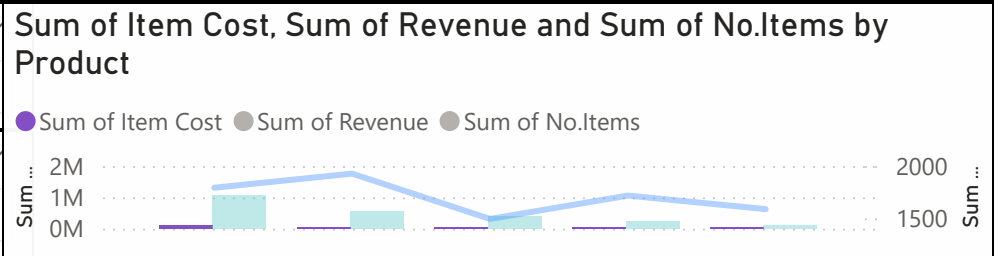 Sum of Item Cost, Sum of Revenue and Sum of No.Items by
Product
Sum of Item Cost Sum of Revenue Sum of No.Items
Sum ...
2M
1M
0M
2000
1500
Sum ...